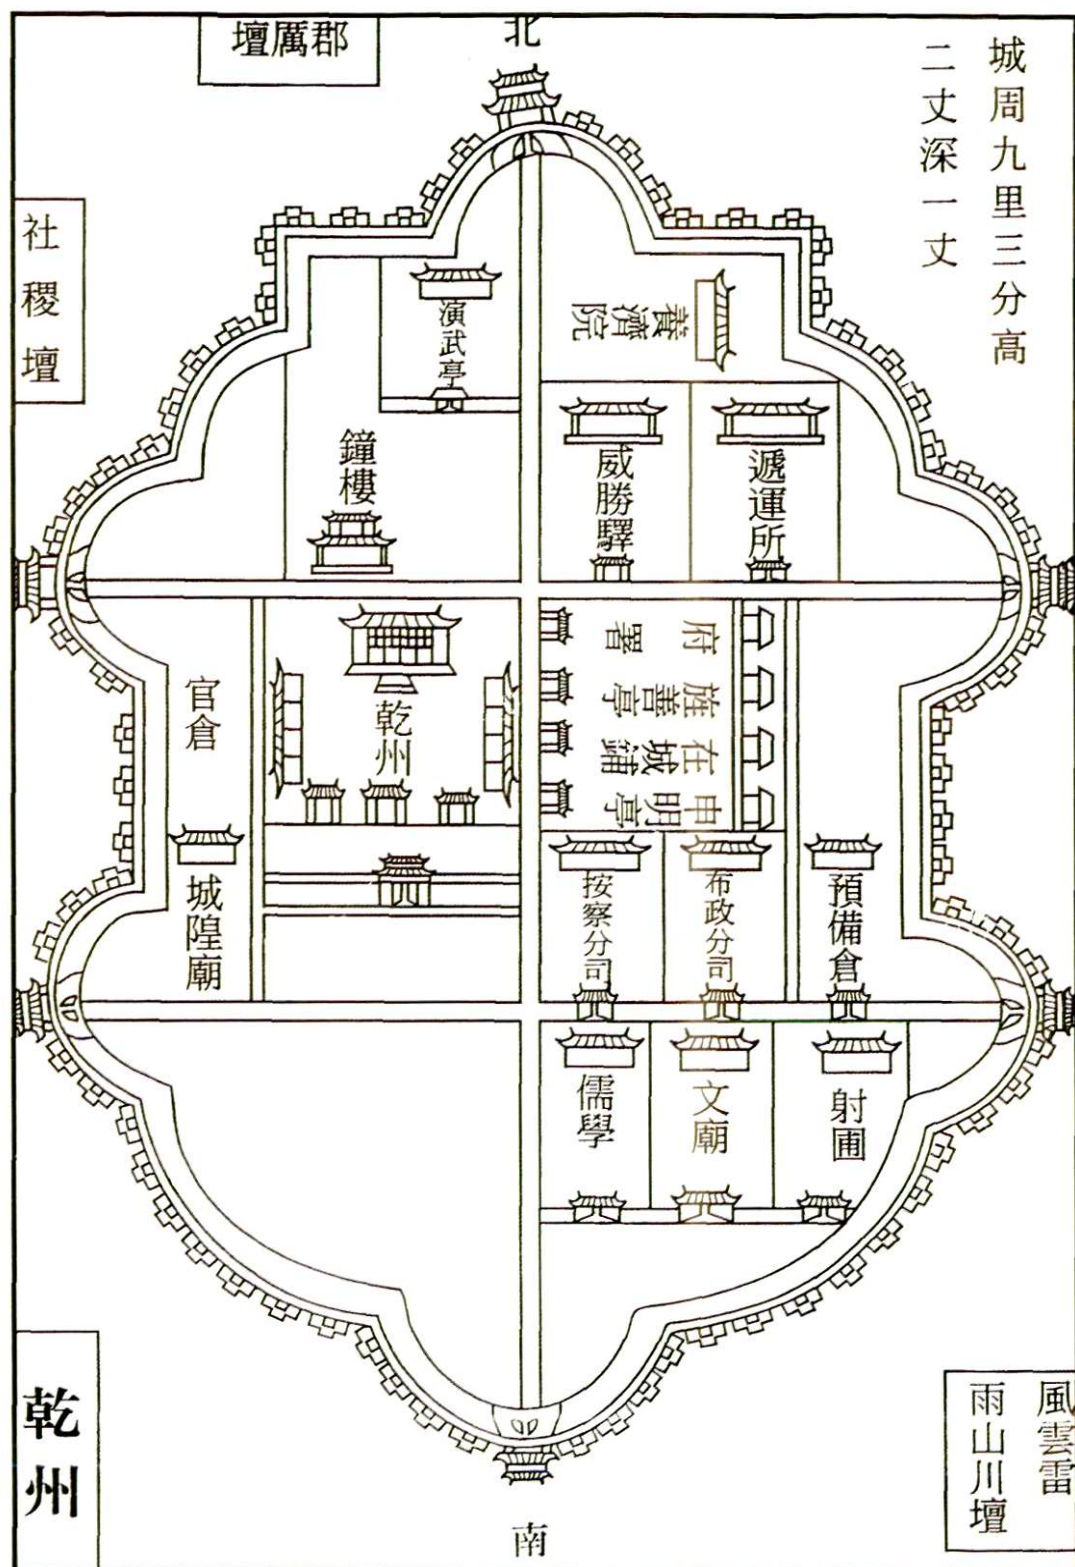 城周九里三分高
二丈深一丈
北
郡厲壇
社稷壇
演武亭
養濟院
鐘樓
威勝驛
遞運所
官倉
乾州
府署
旌善亭
在城鋪
申明亭
城隍廟
按察分司
布政分司
預備倉
儒學
文廟
射圃
風雲雷
雨山川壇
乾州
南